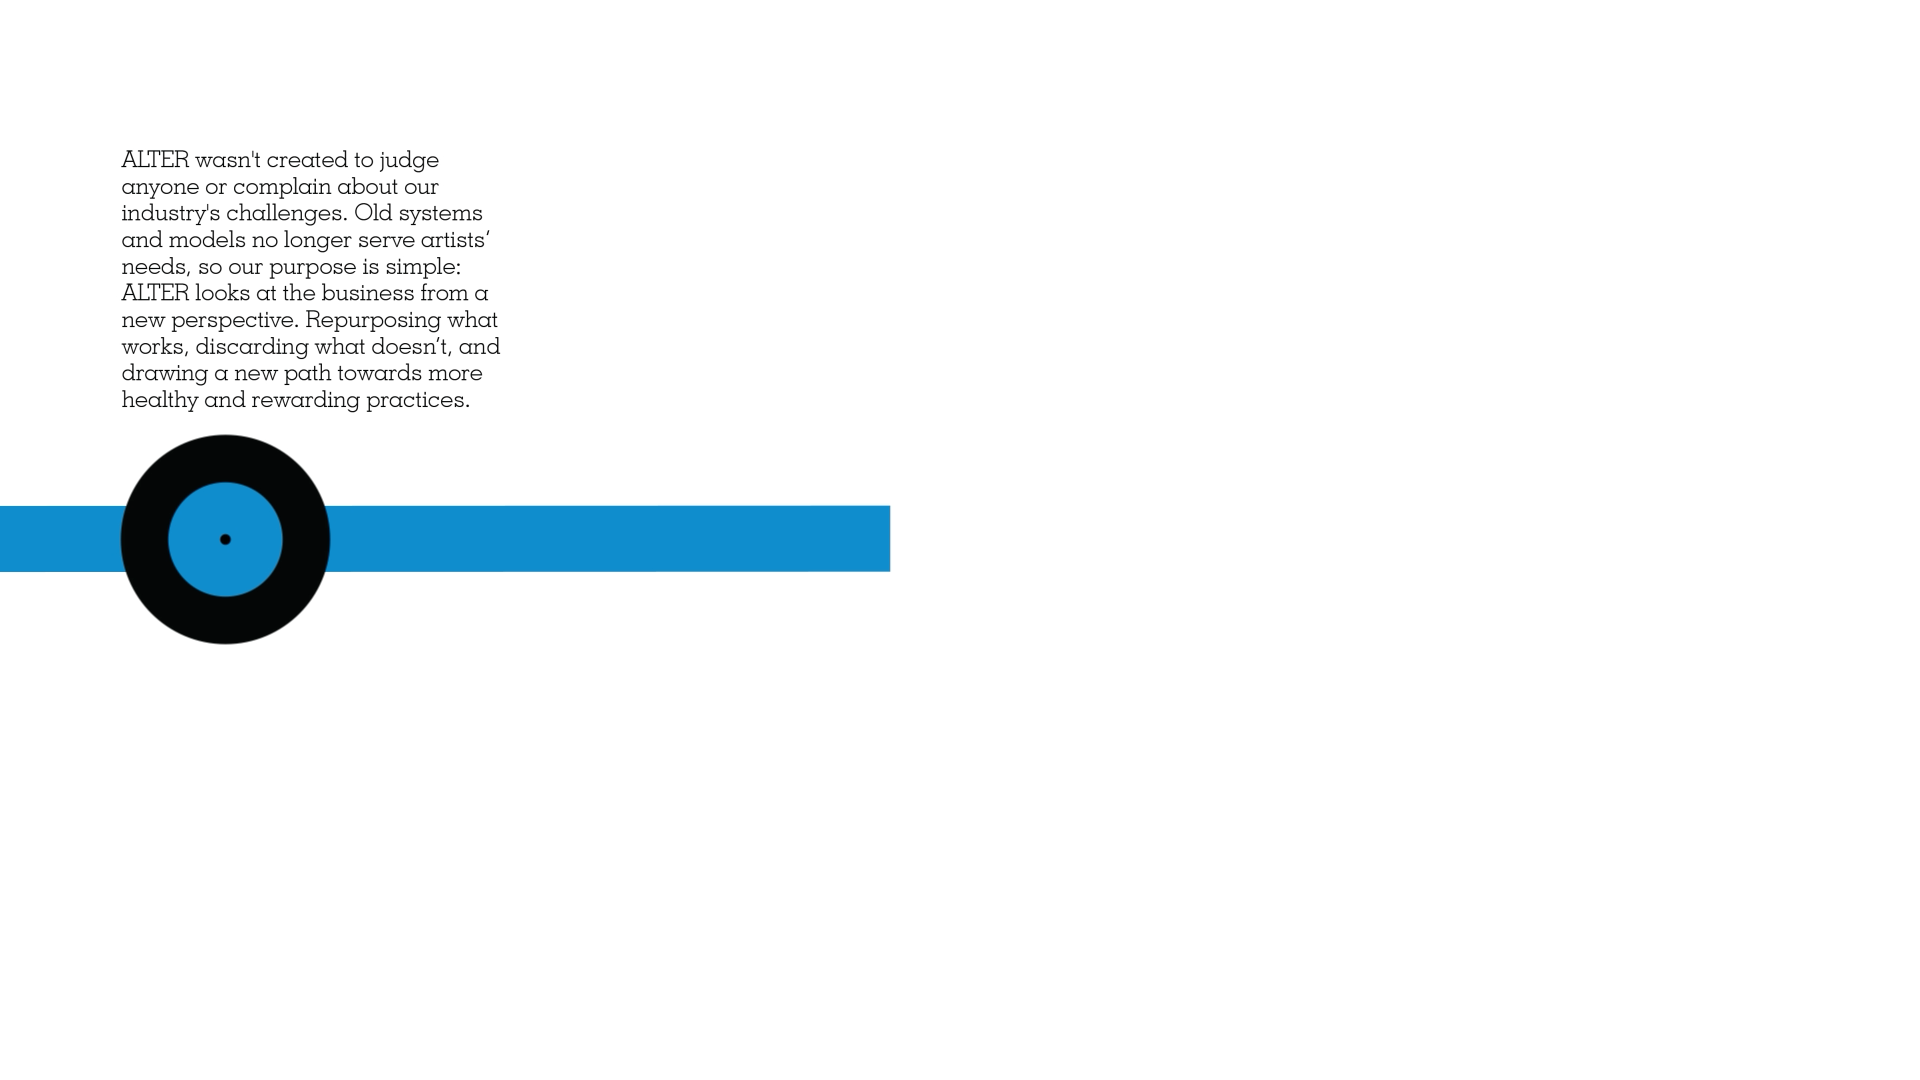 ALTER wasn't created to judge
anyone or complain about our
industry's challenges. Old systems
and models no longer serve artists’
needs, so our purpose is simple:
ALTER looks at the business from a
new perspective. Repurposing what
works, discarding what doesn’t, and
drawing a new path towards more
healthy and rewarding practices.